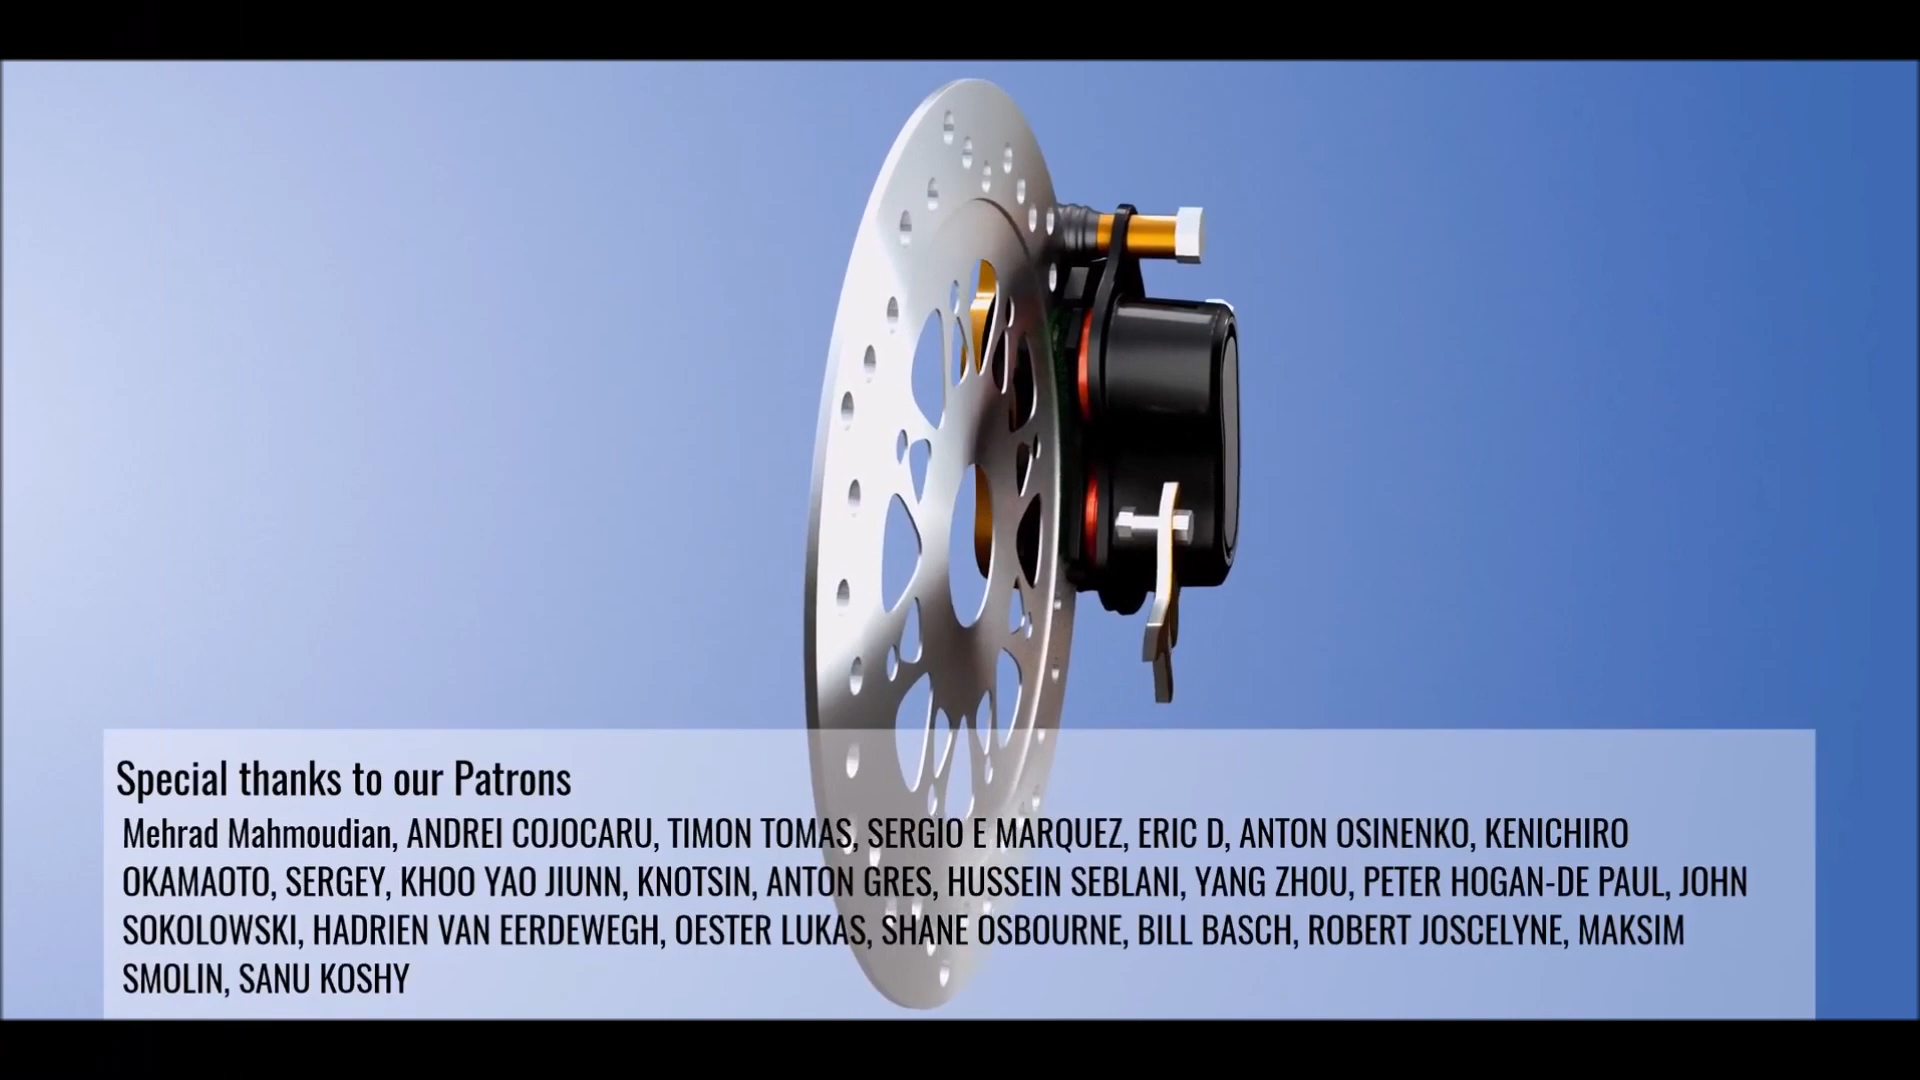 Special thanks to our Patrons
Mehrad Mahmoudian, ANDREI COJOCARU, TIMON TOMAS, SERGIO E MARQUEZ, ERIC D, ANTON OSINENKO, KENICHIRO
OKAMAOTO, SERGEY, KHOO YAO JIUNN, KNOTSIN, ANTON GRES, HUSSEIN SEBLANI, YANG ZHOU, PETER HOGAN-DE PAUL, JOHN
SOKOLOWSKI, HADRIEN VAN EERDEWEGH, OESTER LUKAS, SHANE OSBOURNE, BILL BASCH, ROBERT JOSCELYNE, MAKSIM
SMOLIN, SANU KOSHY